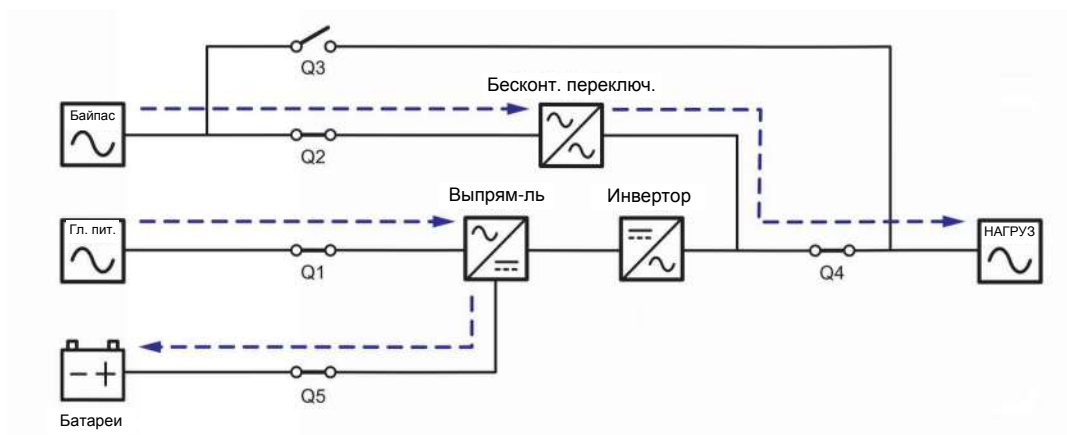 Q3
Бесконт. переключ.
Байпас
Q2
Выпрям-ль
Инвертор
Гл. пит.
НАГРУЗ
Q1
Q4
Q5
Батареи